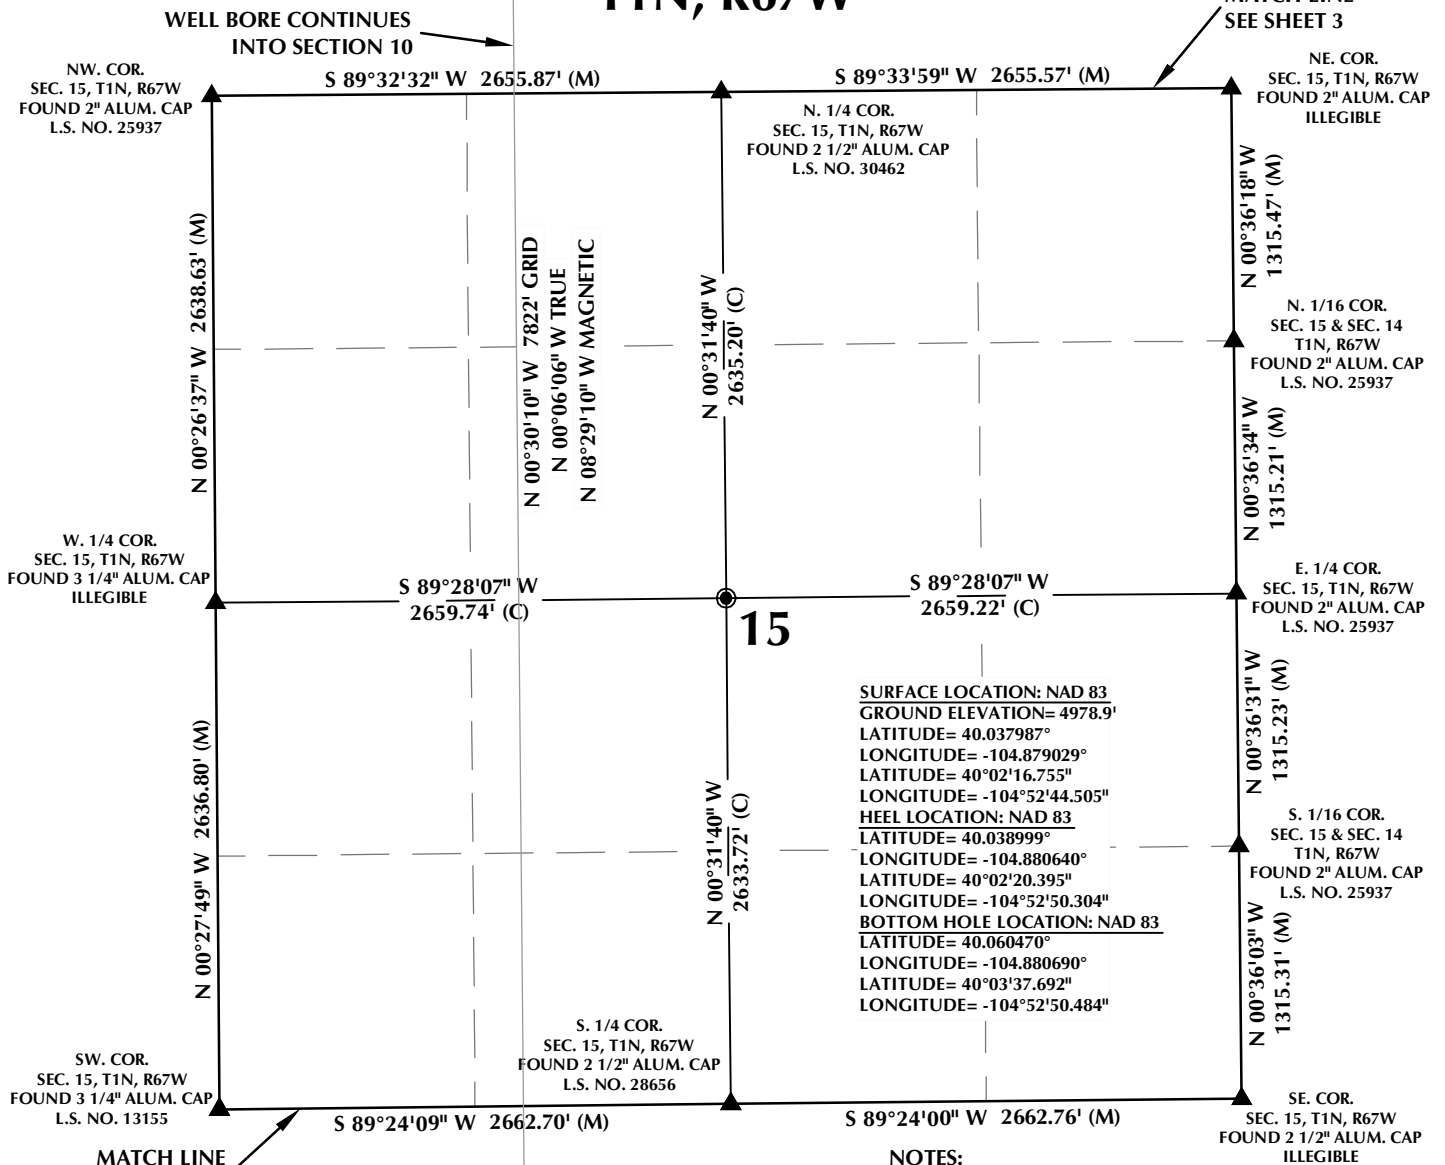 T1N, R67W
WELL BORE CONTINUES
INTO SECTION 10
MATCH LINE
SEE SHEET 3
NW. COR.
SEC. 15, T1N, R67W
FOUND 2" ALUM. CAP
L.S. NO. 25937
S 89°32'32" W 2655.87' (M)
S 89°33'59" W 2655.57' (M)
NE. COR.
SEC. 15, T1N, R67W
FOUND 2" ALUM. CAP
ILLEGIBLE
N. 1/4 COR.
SEC. 15, T1N, R67W
FOUND 2 1/2" ALUM. CAP
L.S. NO. 30462
N 00°26'37" W 2638.63' (M)
N 00°30'10" W 7822' GRID
N 00°06'06" W TRUE
N 08°29'10" W MAGNETIC
N 00°31'40" W
2635.20' (C)
N 00°36'18" W
1315.47' (M)
N. 1/16 COR.
SEC. 15 & SEC. 14
T1N, R67W
FOUND 2" ALUM. CAP
L.S. NO. 25937
N 00°36'34" W
1315.21' (M)
W. 1/4 COR.
SEC. 15, T1N, R67W
FOUND 3 1/4" ALUM. CAP
ILLEGIBLE
S 89°28'07" W
2659.74' (C)
S 89°28'07" W
2659.22' (C)
E. 1/4 COR.
SEC. 15, T1N, R67W
FOUND 2" ALUM. CAP
L.S. NO. 25937
15
N 00°27'49" W 2636.80' (M)
N 00°31'40" W
2633.72' (C)
SURFACE LOCATION: NAD 83
GROUND ELEVATION= 4978.9'
LATITUDE= 40.037987°
LONGITUDE= -104.879029°
LATITUDE= 40°02'16.755"
LONGITUDE= -104°52'44.505"
HEEL LOCATION: NAD 83
LATITUDE= 40.038999°
LONGITUDE= -104.880640°
LATITUDE= 40°02'20.395"
LONGITUDE= -104°52'50.304"
BOTTOM HOLE LOCATION: NAD 83
LATITUDE= 40.060470°
LONGITUDE= -104.880690°
LATITUDE= 40°03'37.692"
LONGITUDE= -104°52'50.484"
N 00°36'31" W
1315.23' (M)
S. 1/16 COR.
SEC. 15 & SEC. 14
T1N, R67W
FOUND 2" ALUM. CAP
L.S. NO. 25937
N 00°36'03" W
1315.31' (M)
SW. COR.
SEC. 15, T1N, R67W
FOUND 3 1/4" ALUM. CAP
L.S. NO. 13155
S. 1/4 COR.
SEC. 15, T1N, R67W
FOUND 2 1/2" ALUM. CAP
L.S. NO. 28656
S 89°24'09" W 2662.70' (M)
S 89°24'00" W 2662.76' (M)
SE. COR.
SEC. 15, T1N, R67W
FOUND 2 1/2" ALUM. CAP
ILLEGIBLE
MATCH LINE
NOTES: